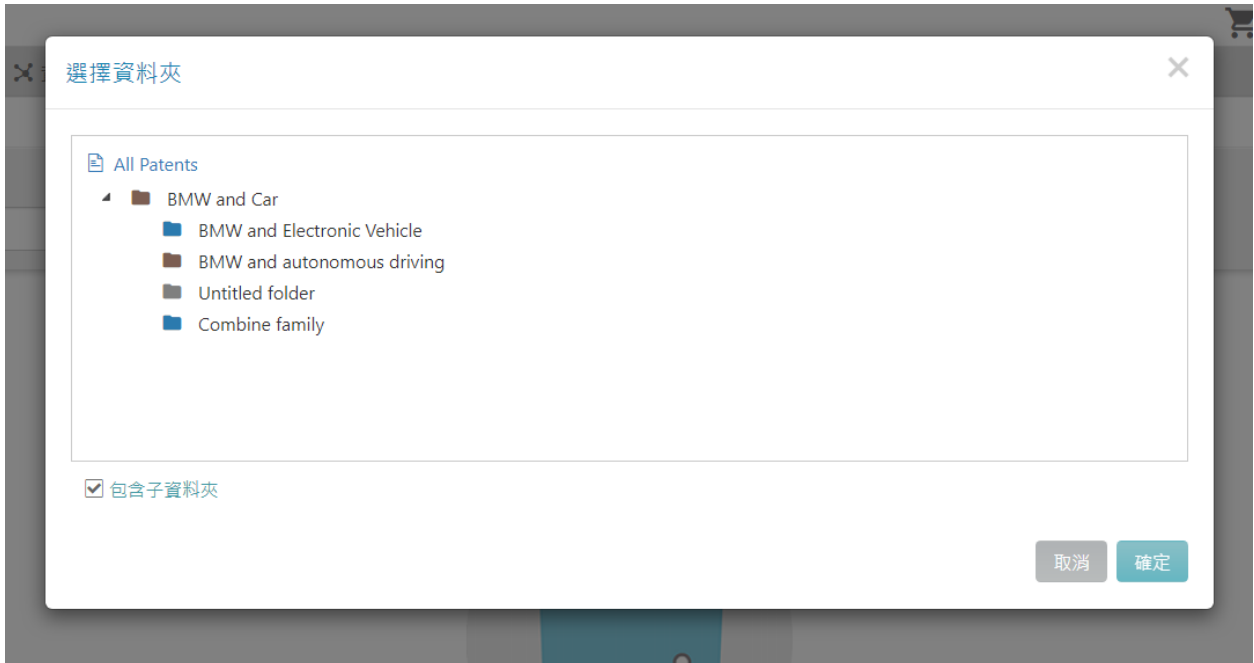 選擇資料夾
All Patents
BMW and Car
BMW and Electronic Vehicle
BMW and autonomous driving
Untitled folder
Combine family
包含子資料夾
取消
確定